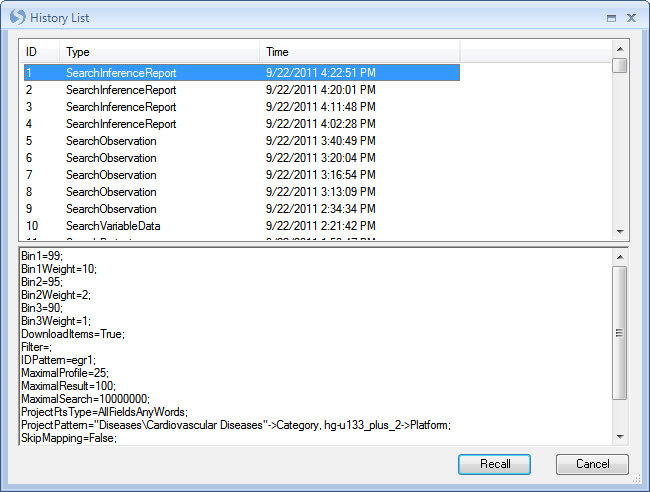 History List
ID Type Time
1 SearchInferenceReport 9/22/2011 4:22:51 PM
2 SearchInferenceReport 9/22/2011 4:20:01 PM
3 SearchInferenceReport 9/22/2011 4:11:48 PM
4 SearchInferenceReport 9/22/2011 4:02:28 PM
5 SearchObservation 9/22/2011 3:40:49 PM
6 SearchObservation 9/22/2011 3:20:04 PM
7 SearchObservation 9/22/2011 3:16:54 PM
8 SearchObservation 9/22/2011 3:13:09 PM
9 SearchObservation 9/22/2011 2:34:34 PM
10 SearchVariableData 9/22/2011 2:21:42 PM
Bin1=99;
Bin1Weight=10;
Bin2=95;
Bin2Weight=2;
Bin3=90;
Bin3Weight=1;
DownloadItems=True;
Filter=;
IDPattern=egr1;
MaximalProfile=25;
MaximalResult=100;
MaximalSearch=10000000;
ProjectFtsType=AllFieldsAnyWords;
ProjectPattern="Diseases\Cardiovascular Diseases"->Category, hg-u133_plus_2->Platform;
SkipMapping=False;
Recall Cancel